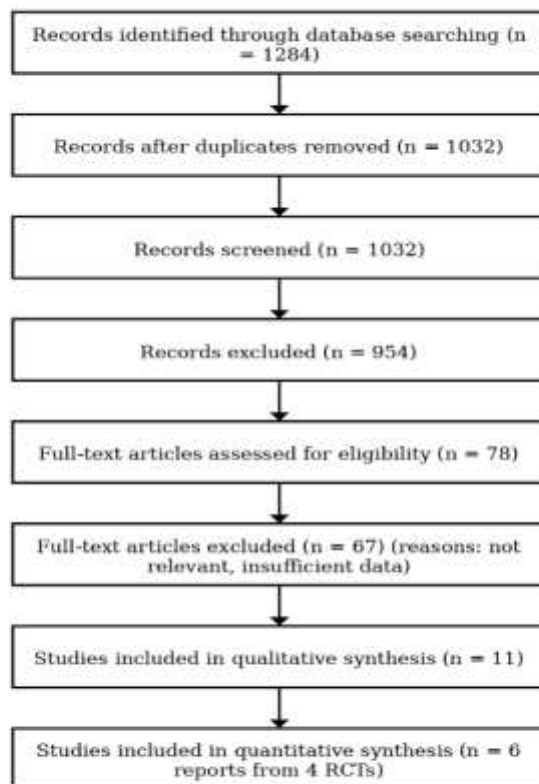 Records identified through database searching (n
= 1284)
Records after duplicates removed (n = 1032)
Records screened (n = 1032)
Records excluded (n = 954)
Full-text articles assessed for eligibility (n = 78)
Full-text articles excluded (n = 67) (reasons: not
relevant, insufficient data)
Studies included in qualitative synthesis (n = 11)
Studies included in quantitative synthesis (n = 6
reports from 4 RCTs)